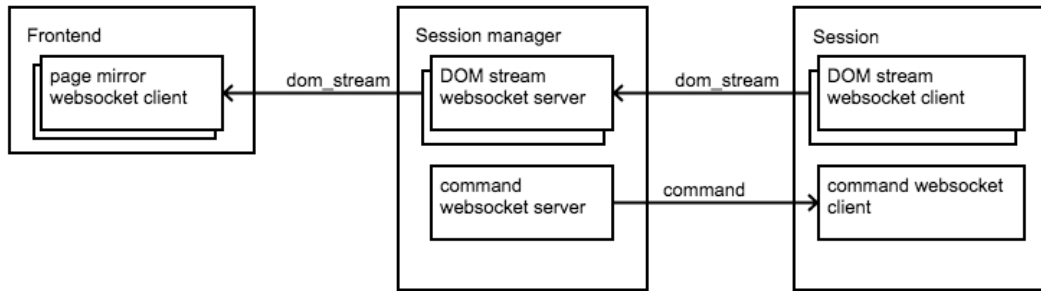 Frontend
page mirror
websocket client
dom_stream
Session manager
DOM stream
websocket server
command
websocket server
dom_stream
command
Session
DOM stream
websocket client
command websocket
client